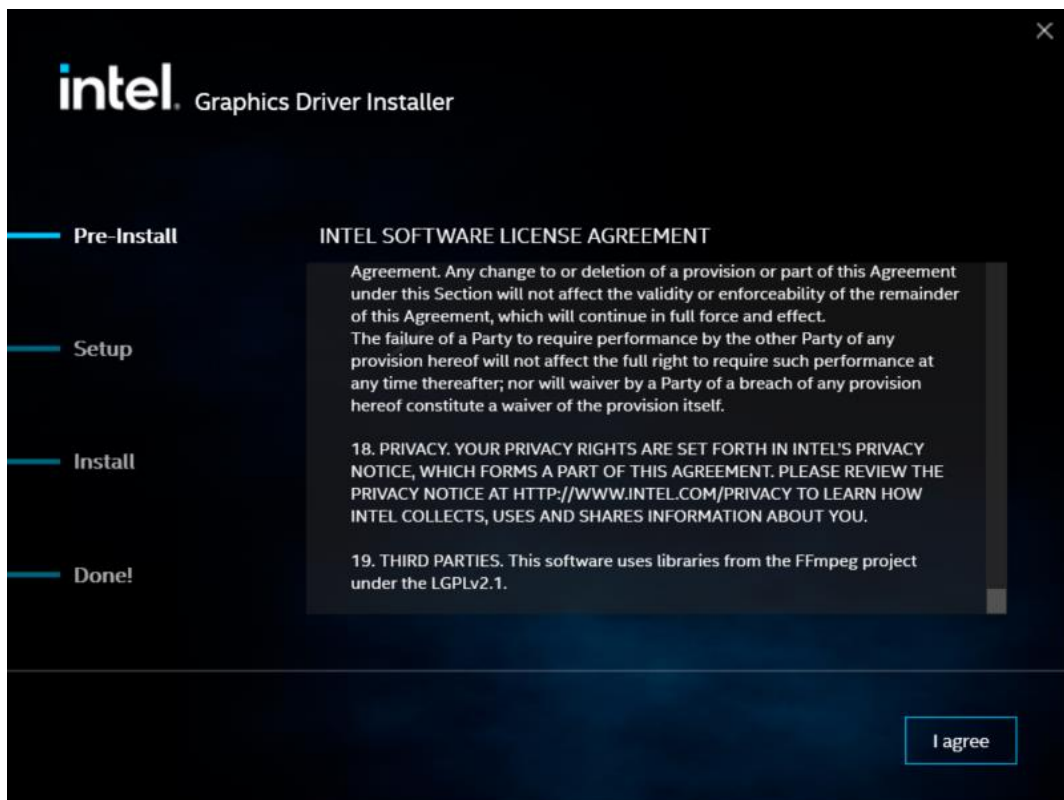 intel. Graphics Driver Installer
Pre-Install
Setup
Install
Done!
INTEL SOFTWARE LICENSE AGREEMENT
Agreement. Any change to or deletion of a provision or part of this Agreement
under this Section will not affect the validity or enforceability of the remainder
of this Agreement, which will continue in full force and effect.
The failure of a Party to require performance by the other Party of any
provision hereof will not affect the full right to require such performance at
any time thereafter; nor will waiver by a Party of a breach of any provision
hereof constitute a waiver of the provision itself.
18. PRIVACY. YOUR PRIVACY RIGHTS ARE SET FORTH IN INTEL'S PRIVACY
NOTICE, WHICH FORMS A PART OF THIS AGREEMENT. PLEASE REVIEW THE
PRIVACY NOTICE AT HTTP://WWW.INTEL.COM/PRIVACY TO LEARN HOW
INTEL COLLECTS, USES AND SHARES INFORMATION ABOUT YOU.
19. THIRD PARTIES. This software uses libraries from the FFmpeg project
under the LGPLv2.1.
I agree